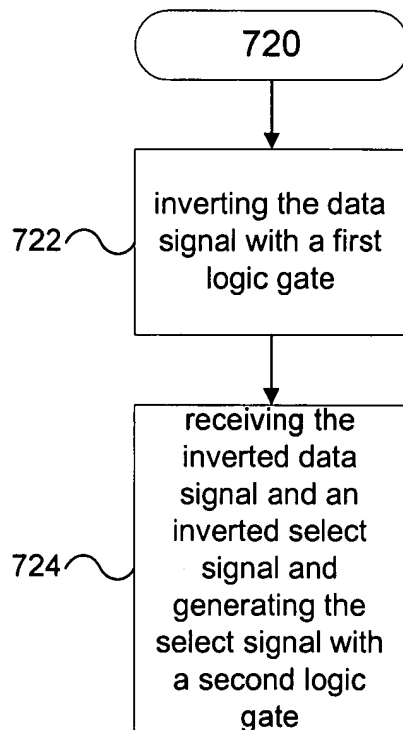 720
inverting the data
signal with a first
logic gate
722
receiving the
inverted data
signal and an
inverted select
signal and
generating the
select signal with
a second logic
gate
724